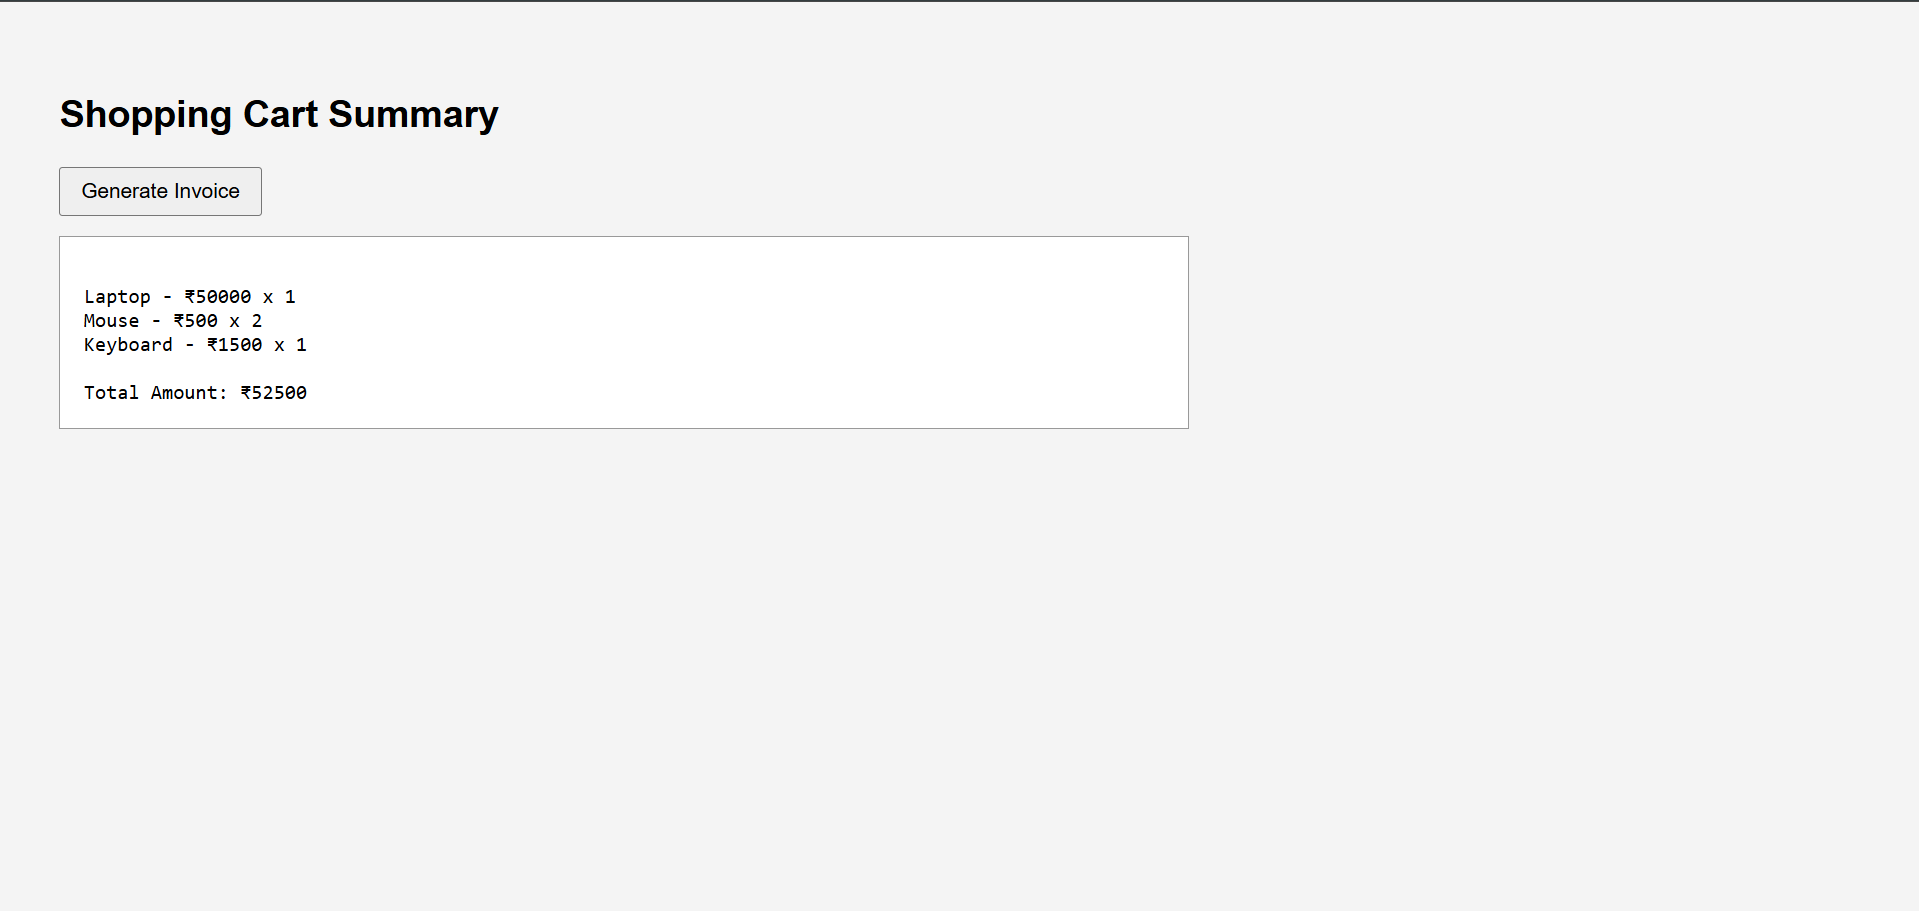 Shopping Cart Summary
Generate Invoice
Laptop - ₹50000 x 1
Mouse - ₹500 x 2
Keyboard - ₹1500 x 1
Total Amount: ₹52500